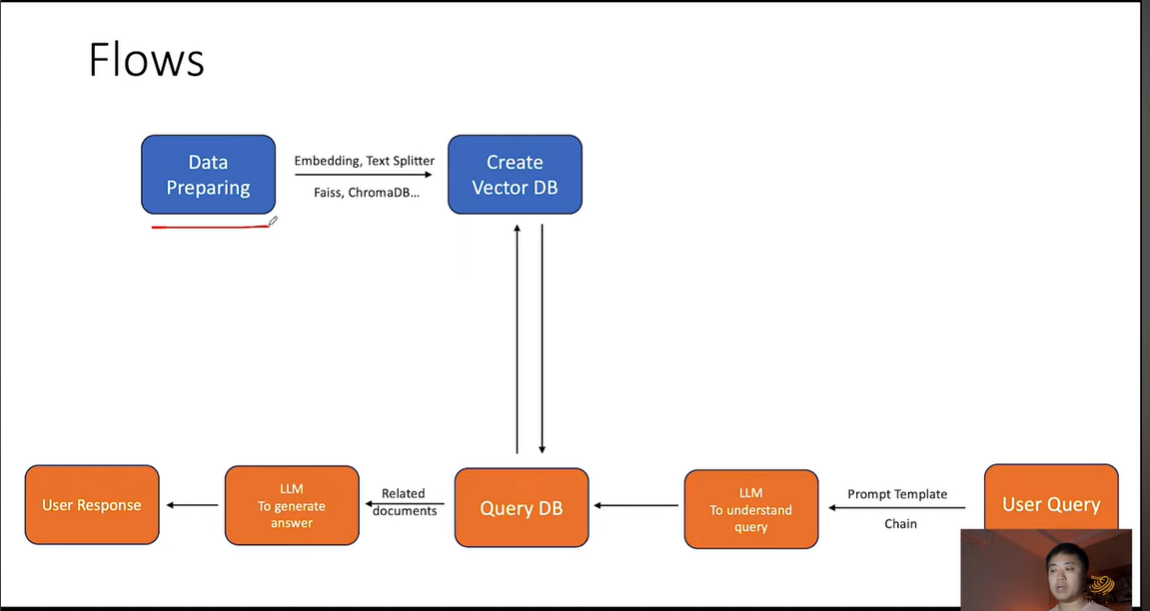 Flows
Data
Preparing
Embedding, Text Splitter
Faiss, ChromaDB...
Create
Vector DB
User Response
LLM
To generate
answer
Related
documents
Query DB
LLM
To understand
query
Prompt Template
Chain
User Query